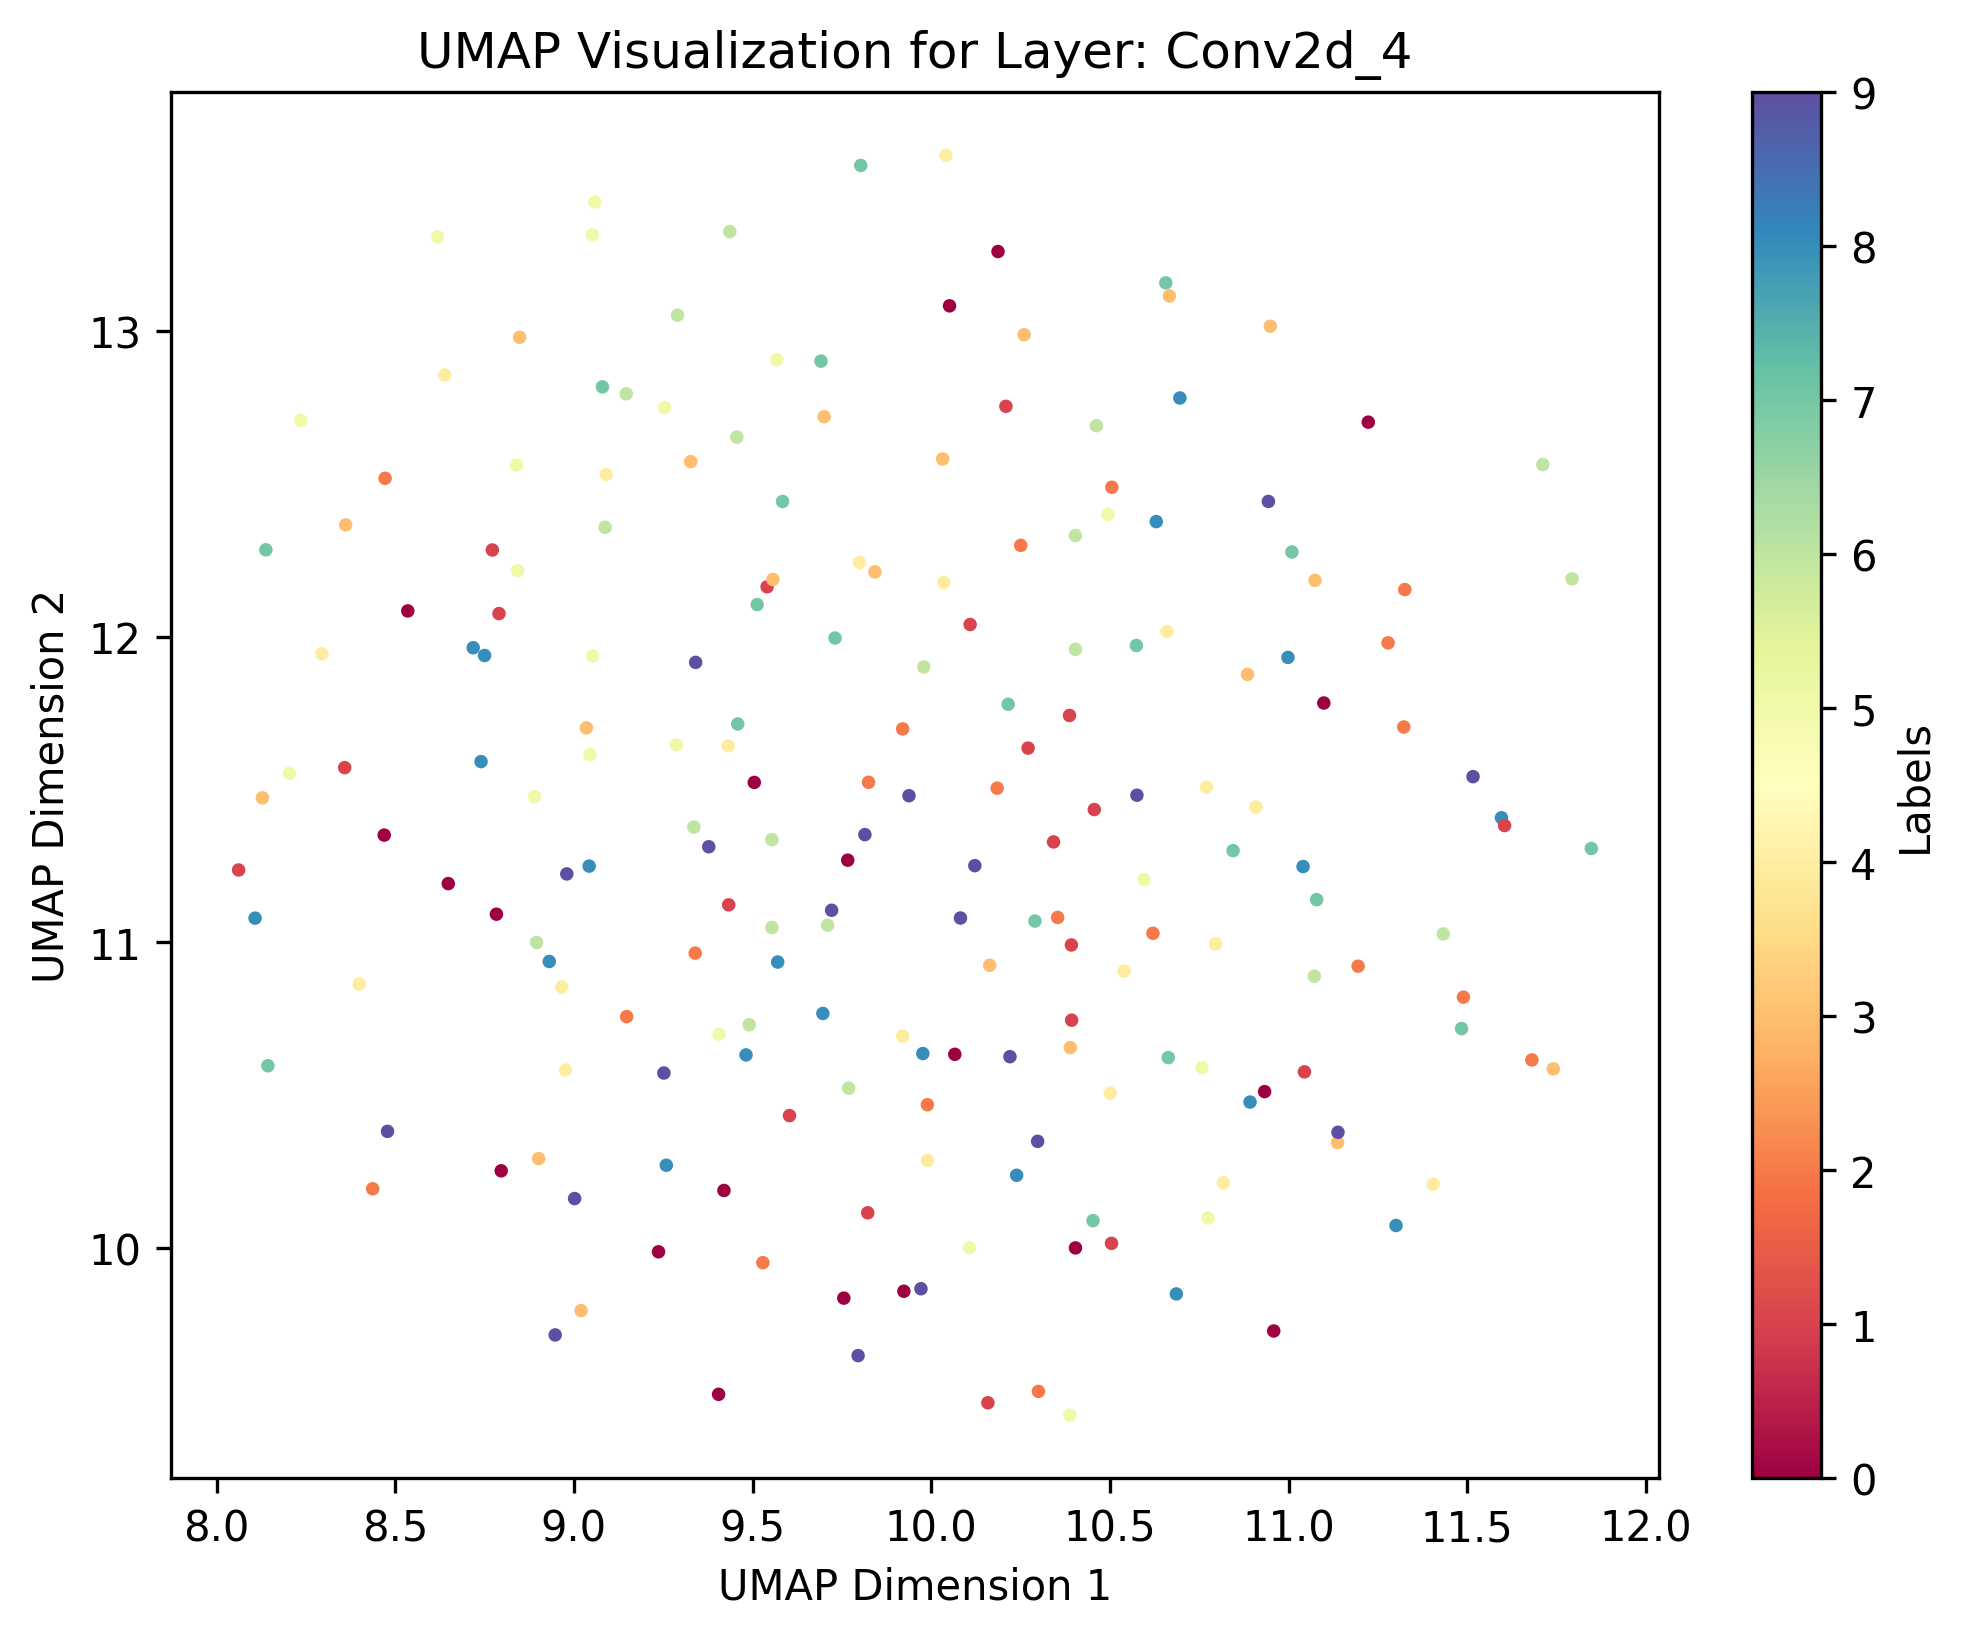 UMAP Visualization for Layer: Conv2d_4
UMAP Dimension 2
13
12
11
10
8.0 8.5 9.0 9.5 10.0 10.5 11.0 11.5 12.0
UMAP Dimension 1
9
8
7
6
5
4
3
2
1
0
Labels